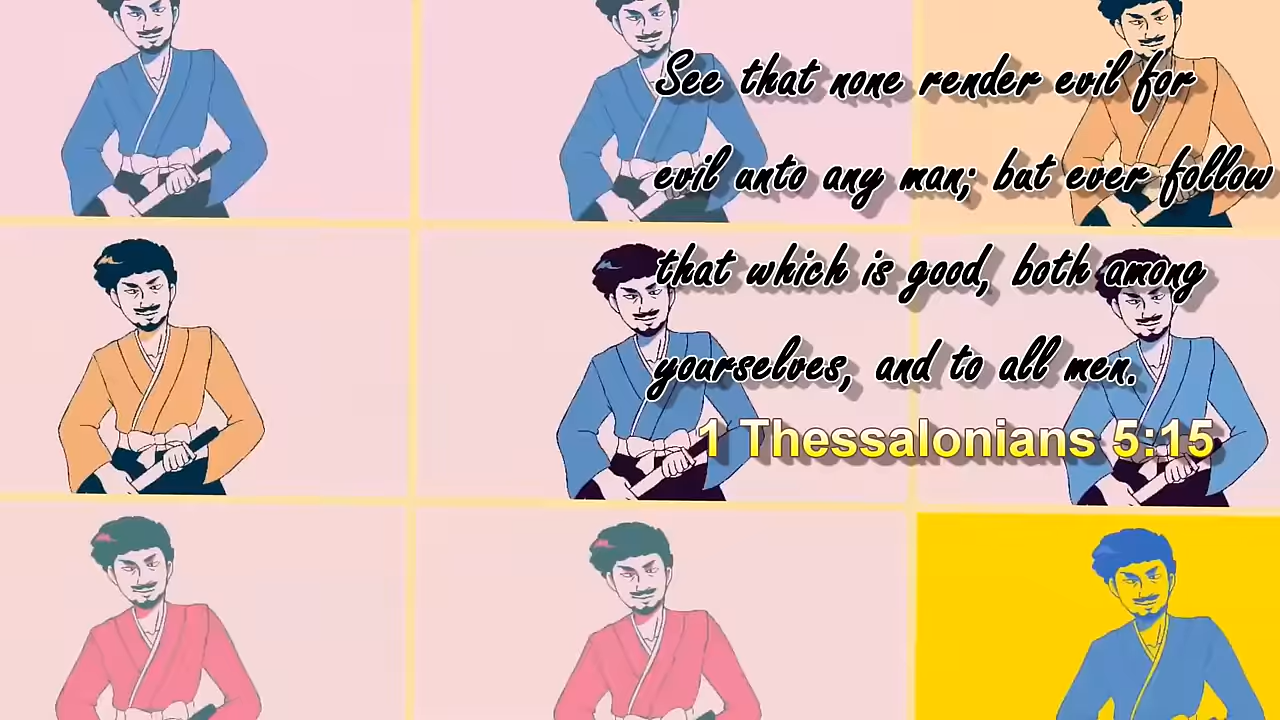 See that none render evil for
evil unto any man; but ever follow
that which is good, both among
yourselves, and to all men.
1 Thessalonians 5:15